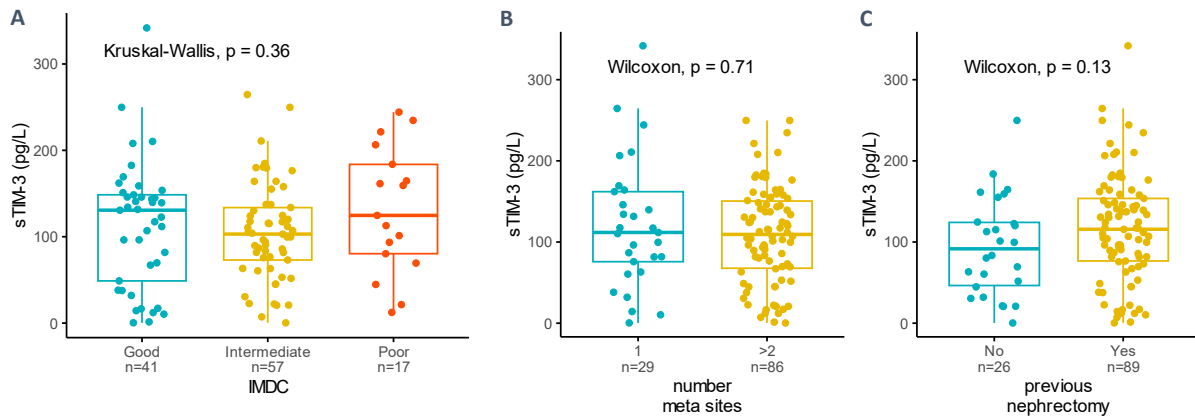 A
Kruskal-Wallis, p = 0.36
sTIM-3 (pg/L)
300
200
100
0
Good
n=41
Intermediate
n=57
Poor
n=17
IMDC
B
Wilcoxon, p = 0.71
sTIM-3 (pg/L)
300
200
100
0
1
n=29
>2
n=86
number
meta sites
C
Wilcoxon, p = 0.13
sTIM-3 (pg/L)
300
200
100
0
No
n=26
Yes
n=89
previous
nephrectomy